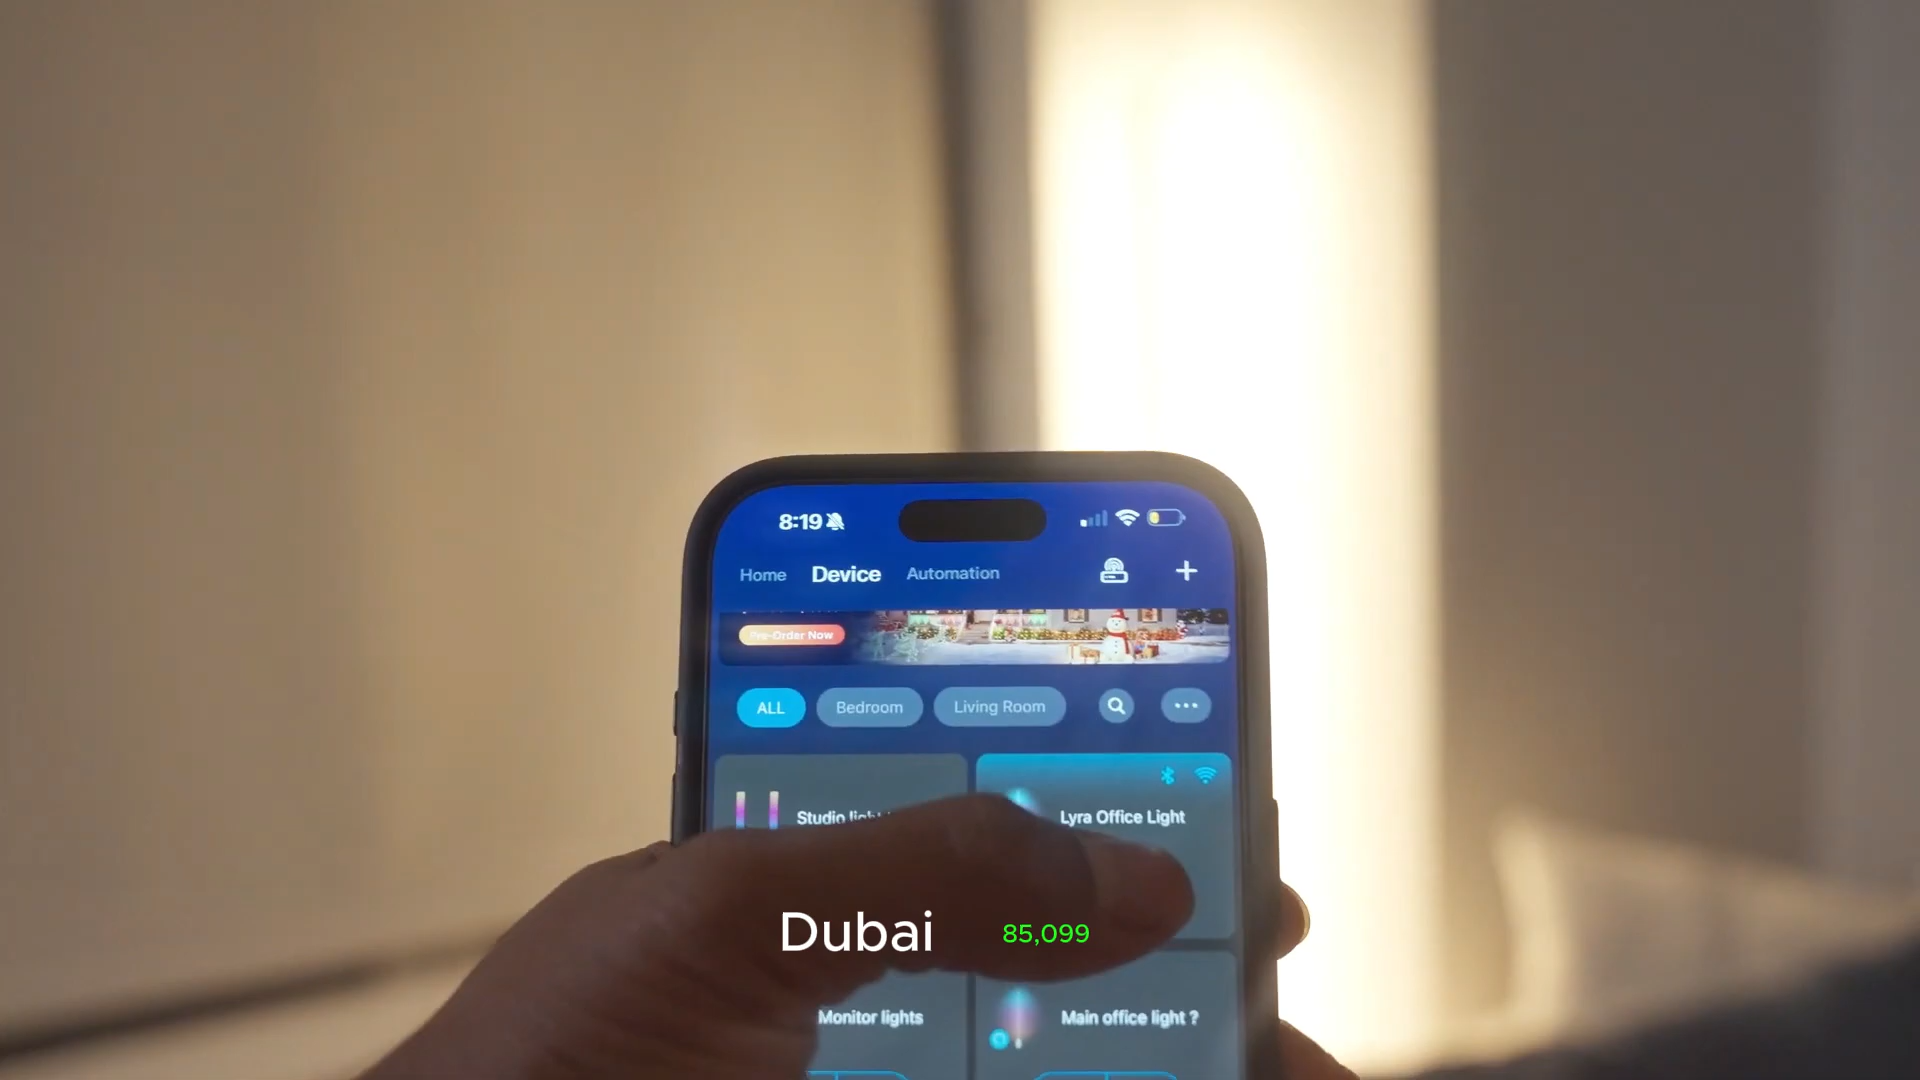 8:19
Home Device Automation
Pre-Order Now
ALL Bedroom Living Room
Studio
Lyra Office Light
Dubai 85,099
Monitor lights
Main office light ?